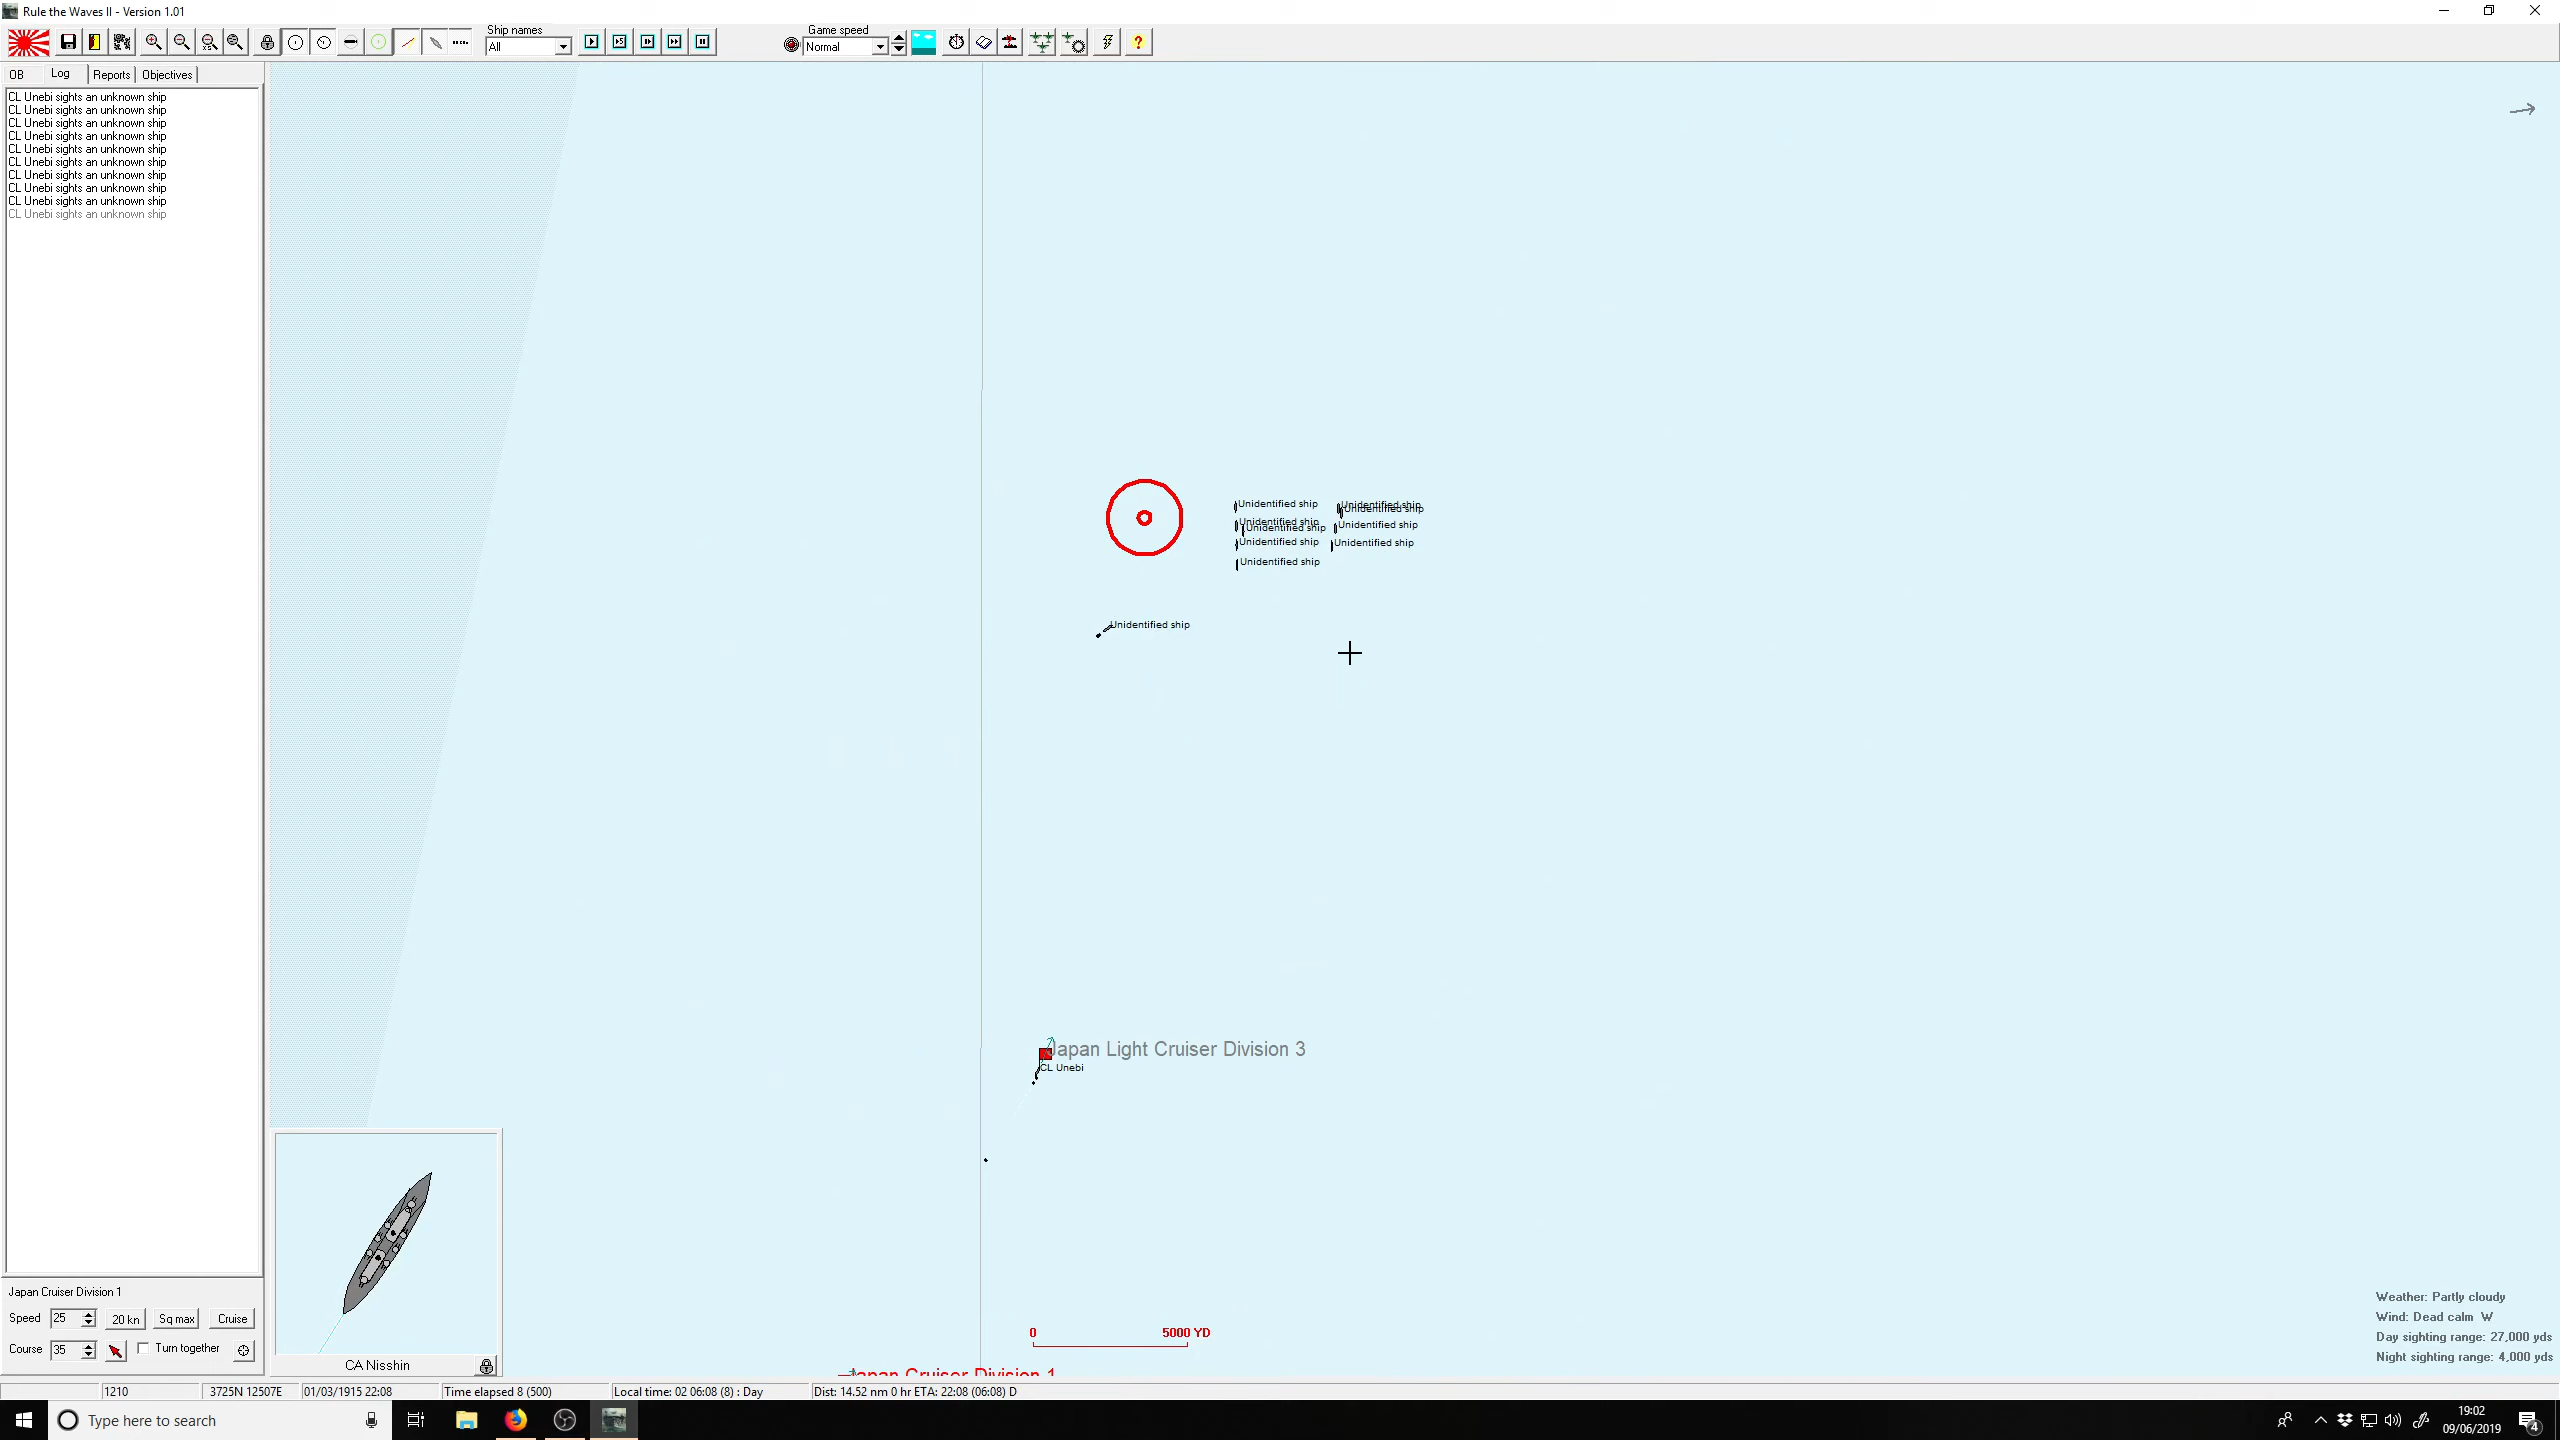 Rule the Waves II - Version 1.01
Ship names
All
Game speed
Normal
OB
Log
Reports
Objectives
CL Unebi sights an unknown ship
CL Unebi sights an unknown ship
CL Unebi sights an unknown ship
CL Unebi sights an unknown ship
CL Unebi sights an unknown ship
CL Unebi sights an unknown ship
CL Unebi sights an unknown ship
CL Unebi sights an unknown ship
CL Unebi sights an unknown ship
CL Unebi sights an unknown ship
Unidentified ship
Unidentified ship
Unidentified ship
Unidentified ship
Unidentified ship
Unidentified ship
Unidentified ship
Unidentified ship
Unidentified ship
Unidentified ship
Japan Light Cruiser Division 3
CL Unebi
0 5000 YD
Japan Cruiser Division 1
Weather: Partly cloudy
Wind: Dead calm W
Day sighting range: 27,000 yds
Night sighting range: 4,000 yds
Japan Cruiser Division 1
Speed 25 20 kn Sq max Cruise
Course 35 Turn together
CA Nisshin
1210
3725N 12507E
01/03/1915 22:08
Time elapsed 8 (500)
Local time: 02 06:08 (8) : Day
Dist: 14.52 nm 0 hr ETA: 22:08 (06:08) D
Type here to search
19:02
09/06/2019
4